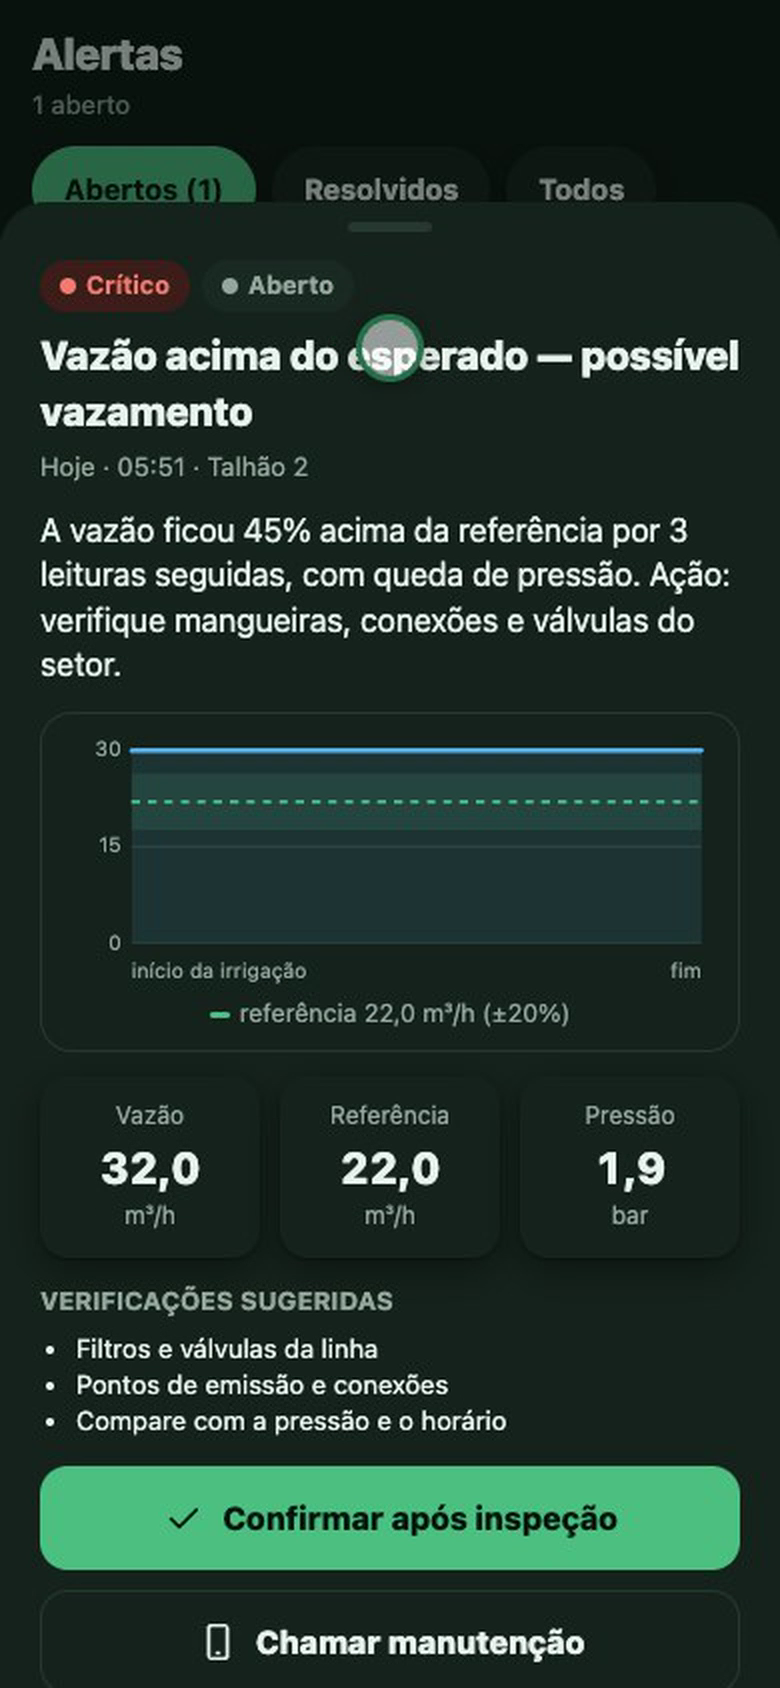 Alertas
1 aberto
Abertos (1)
Resolvidos
Todos
Crítico
Aberto
Vazão acima do esperado — possível
vazamento
Hoje · 05:51 · Talhão 2
A vazão ficou 45% acima da referência por 3
leituras seguidas, com queda de pressão. Ação:
verifique mangueiras, conexões e válvulas do
setor.
30
15
0
início da irrigação
fim
referência 22,0 m³/h (±20%)
Vazão
32,0
m³/h
Referência
22,0
m³/h
Pressão
1,9
bar
VERIFICAÇÕES SUGERIDAS
• Filtros e válvulas da linha
• Pontos de emissão e conexões
• Compare com a pressão e o horário
Confirmar após inspeção
Chamar manutenção